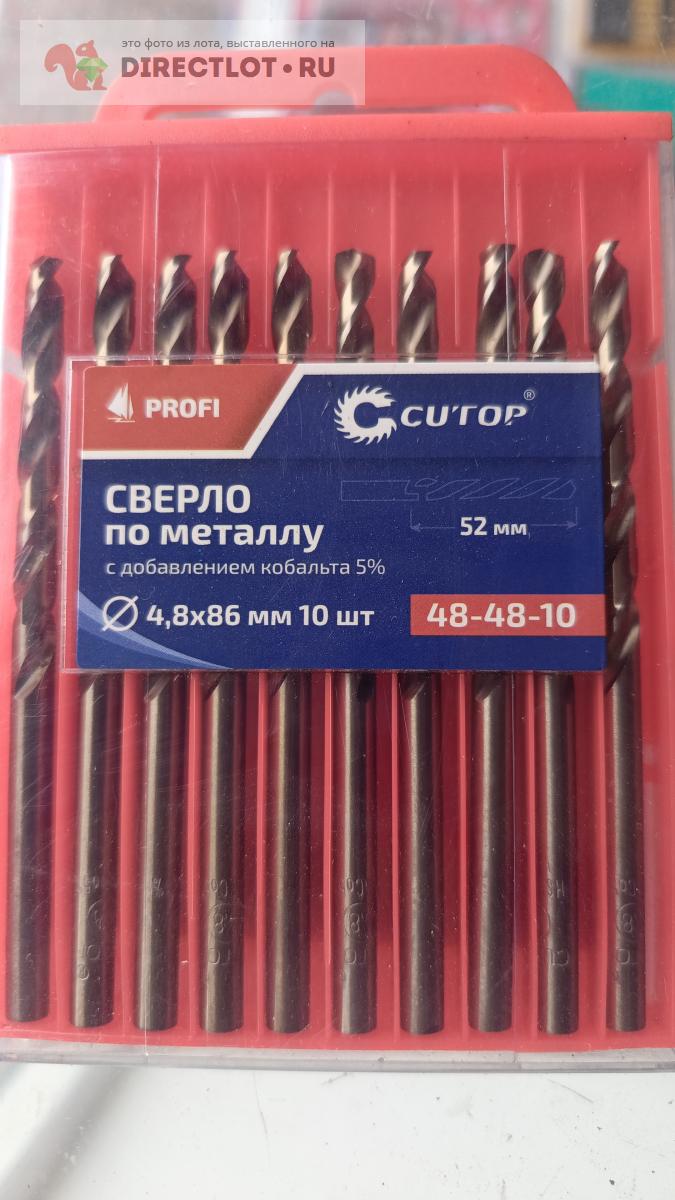 это фото из лота, выставленного на
DIRECTLOT•RU
PROFI
CUTOP®
СВЕРЛО
по металлу
52 мм
с добавлением кобальта 5%
4,8x86 мм 10 шт
48-48-10